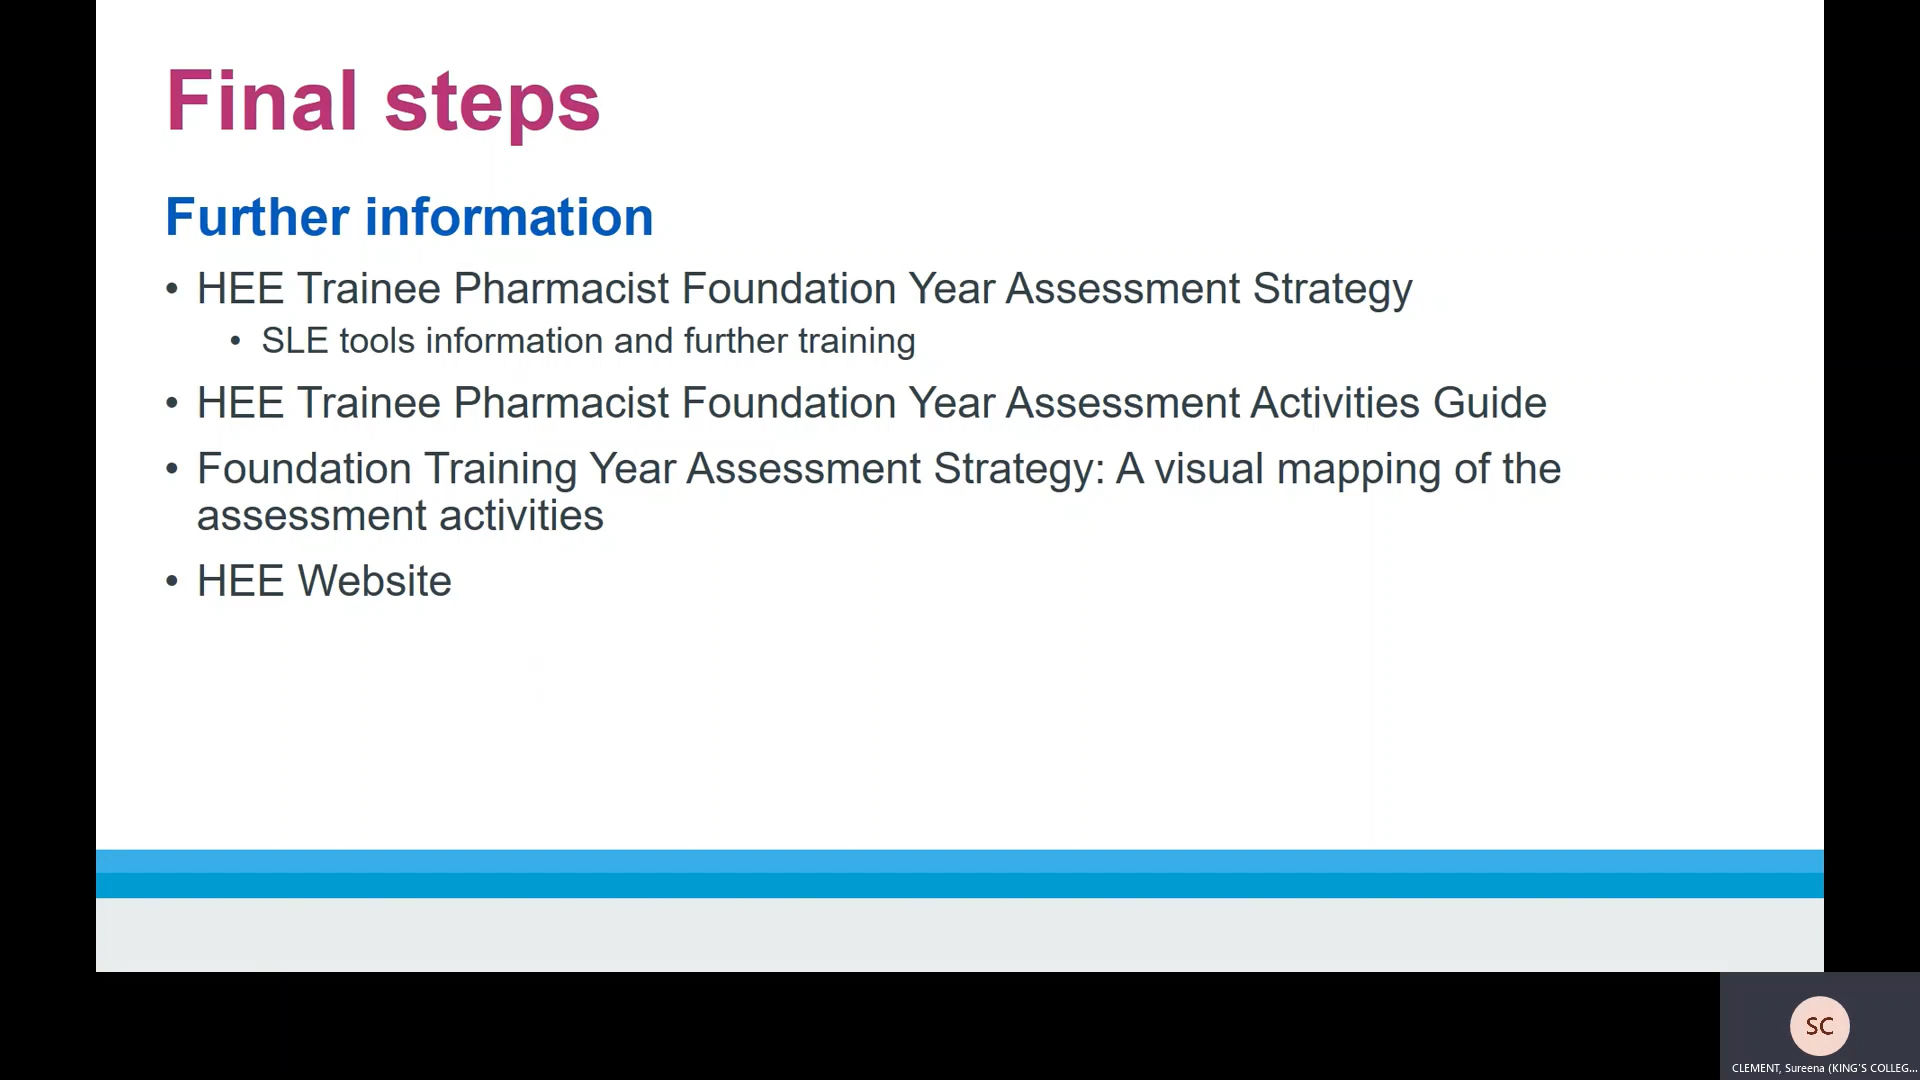 Final steps
Further information
• HEE Trainee Pharmacist Foundation Year Assessment Strategy
• SLE tools information and further training
• HEE Trainee Pharmacist Foundation Year Assessment Activities Guide
• Foundation Training Year Assessment Strategy: A visual mapping of the
assessment activities
• HEE Website
SC
CLEMENT, Sureena (KING'S COLLEG...